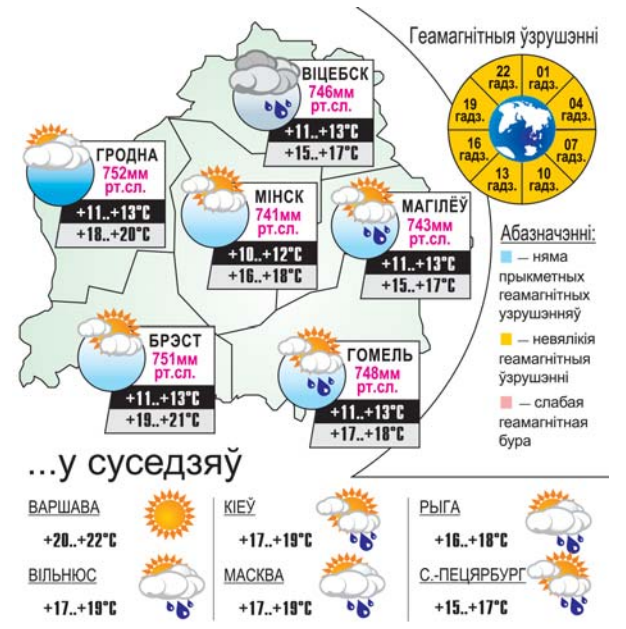 Геамагнітныя ўзрушэнні
22 гадз.
01 гадз.
04 гадз.
07 гадз.
10 гадз.
13 гадз.
16 гадз.
19 гадз.
ВІЦЕБСК
746мм
рт.сл.
+11..+13°С
+15..+17°С
ГРОДНА
752мм
рт.сл.
+11..+13°С
+18..+20°С
МІНСК
741мм
рт.сл.
+10..+12°С
+16..+18°С
МАГІЛЁЎ
743мм
рт.сл.
+11..+13°С
+15..+17°С
БРЭСТ
751мм
рт.сл.
+11..+13°С
+19..+21°С
ГОМЕЛЬ
748мм
рт.сл.
+11..+13°С
+17..+18°С
Абазначэнні:
— няма
прыкметных
геамагнітных
узрушэнняў
— невялікія
геамагнітныя
ўзрушэнні
— слабая
геамагнітная
бура
...у суседзяў
ВАРШАВА
+20..+22°С
КІЕЎ
+17..+19°С
РЫГА
+16..+18°С
ВІЛЬНЮС
+17..+19°С
МАСКВА
+17..+19°С
С.-ПЕЦЯРБУРГ
+15..+17°С